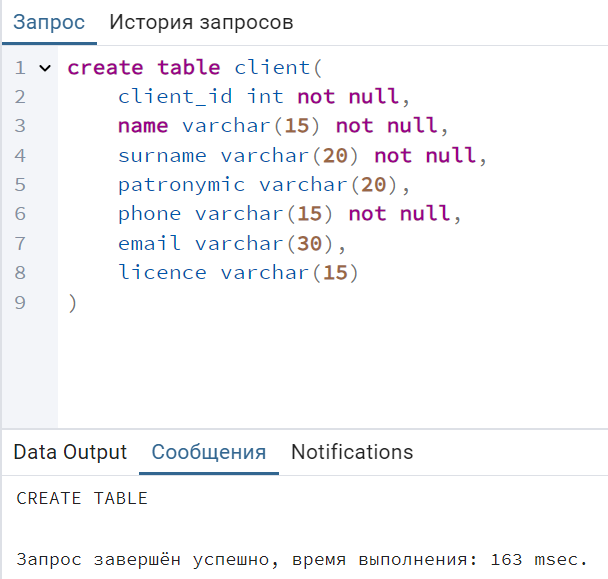 Запрос История запросов
1 create table client(
2 client_id int not null,
3 name varchar(15) not null,
4 surname varchar(20) not null,
5 patronymic varchar(20),
6 phone varchar(15) not null,
7 email varchar(30),
8 licence varchar(15)
9 )
Data Output Сообщения Notifications
CREATE TABLE
Запрос завершён успешно, время выполнения: 163 msec.